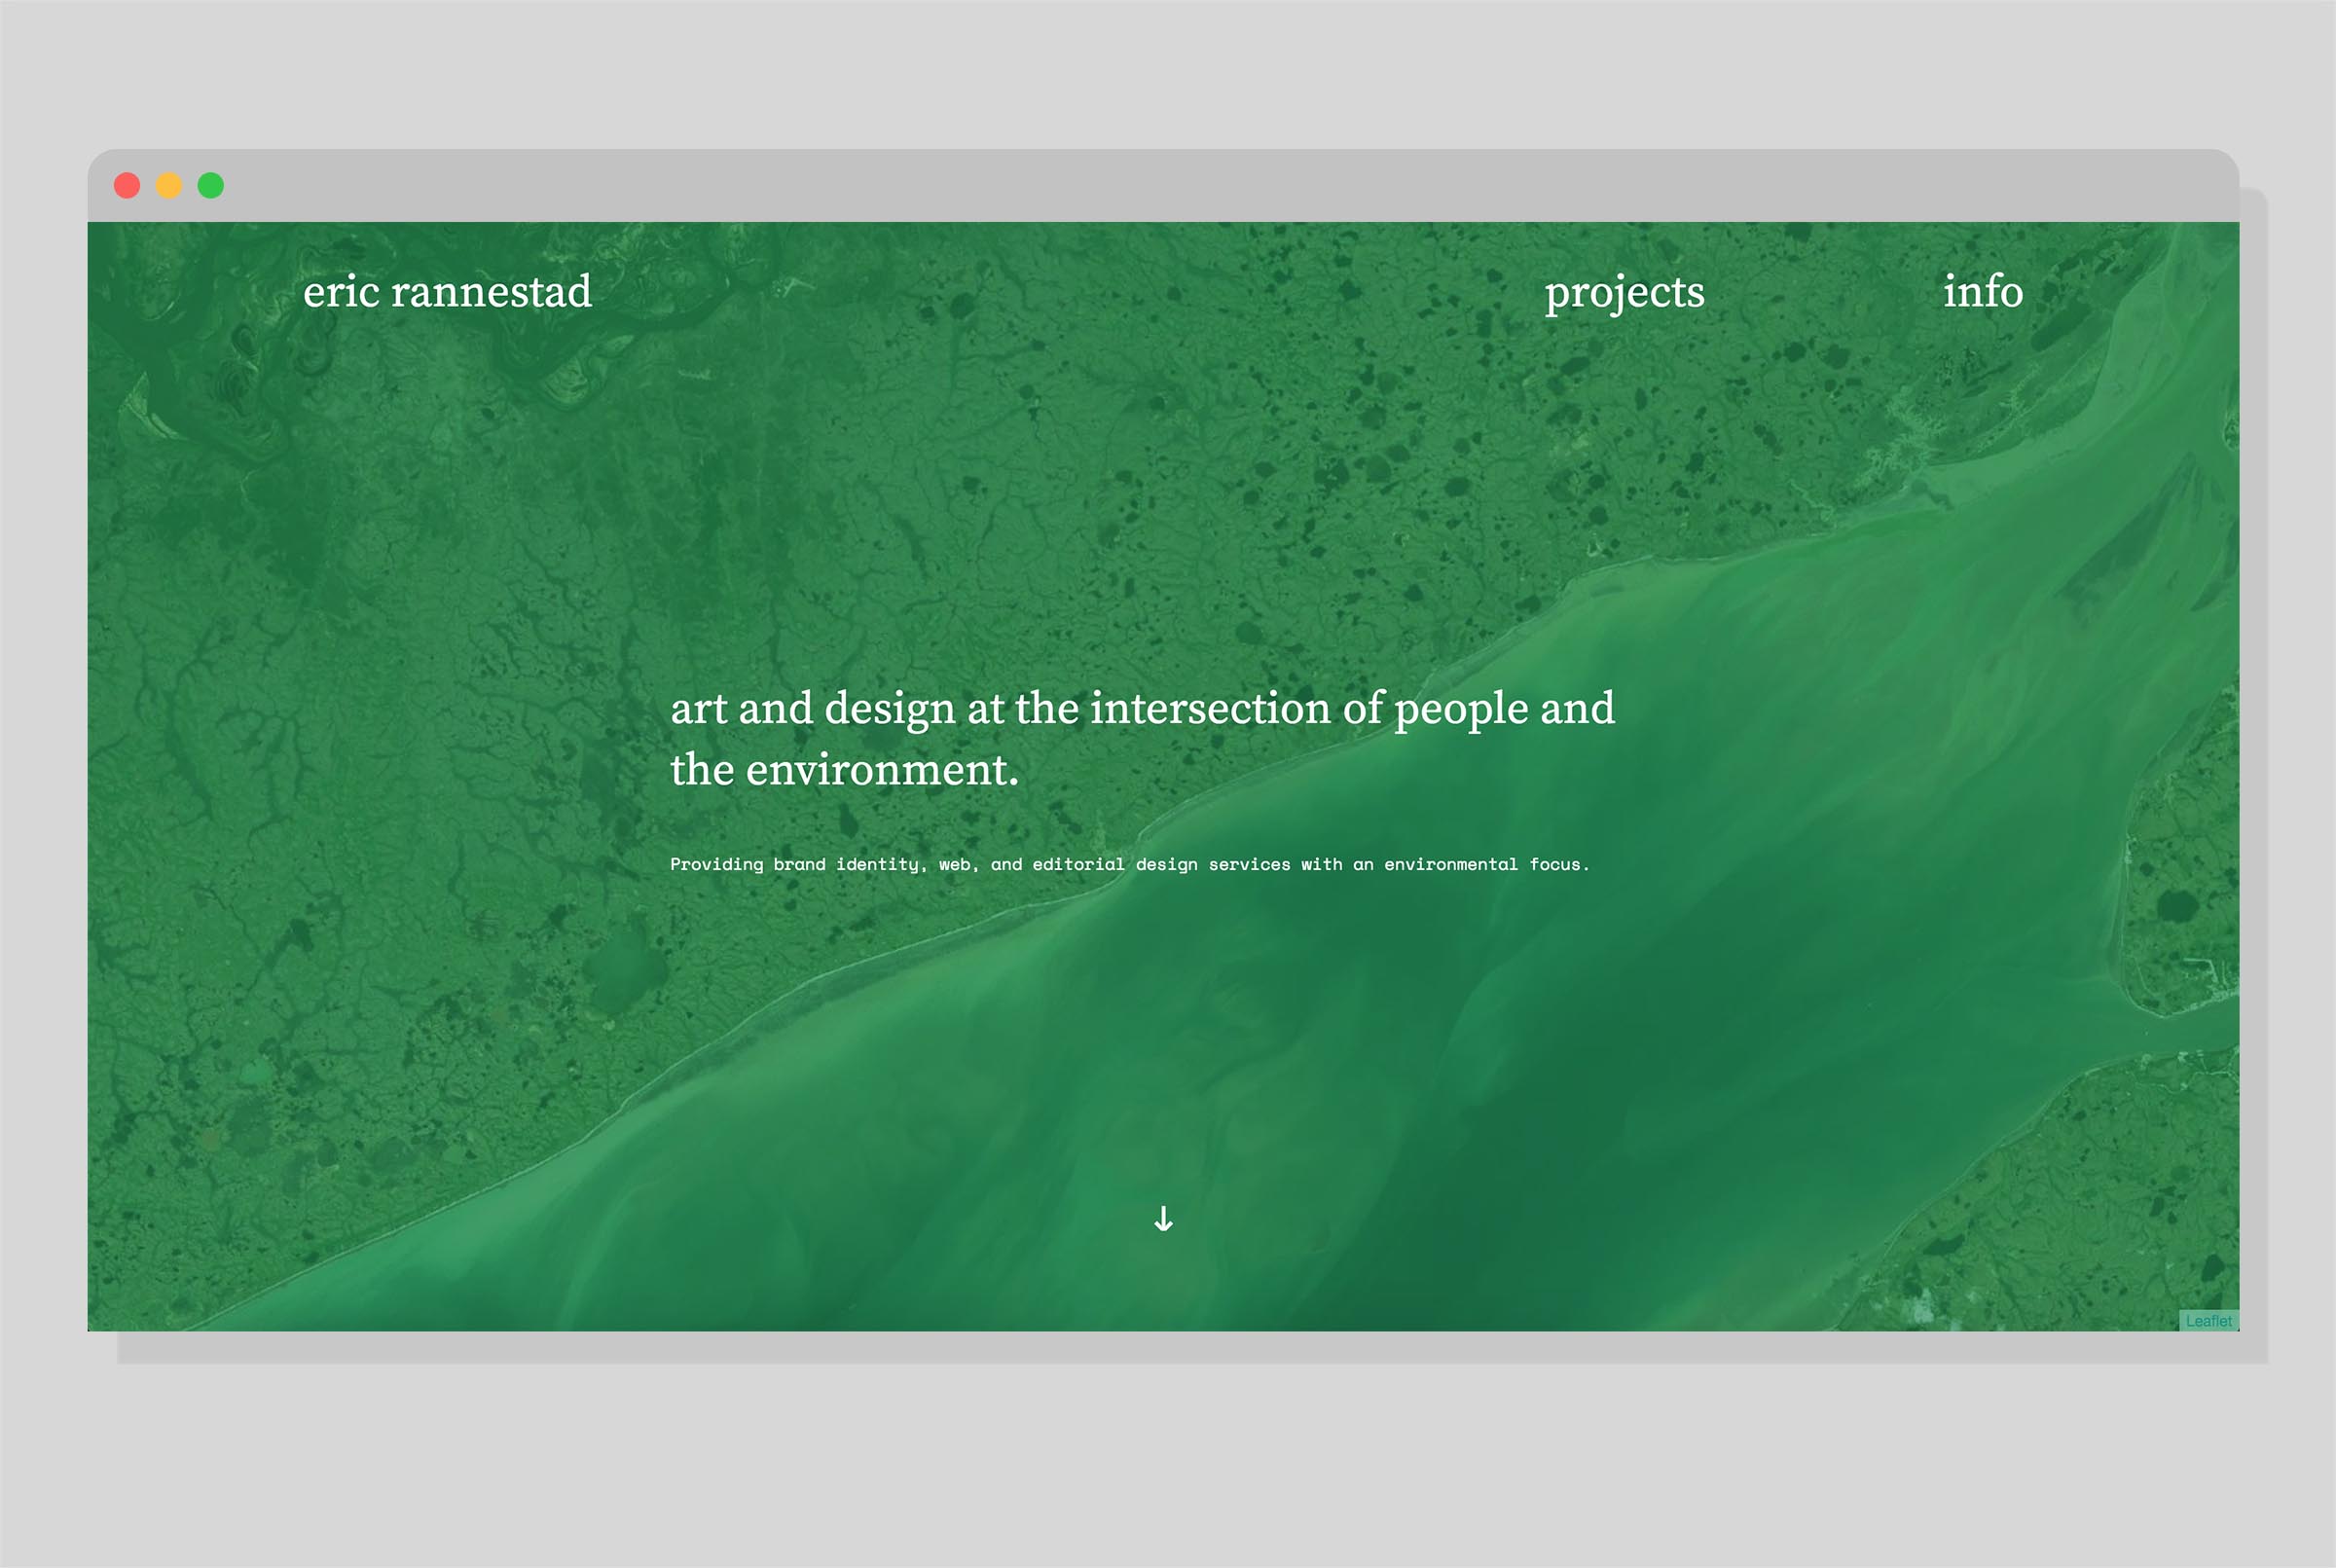 eric rannestad
projects
info
art and design at the intersection of people and
the environment.
Providing brand identity, web, and editorial design services with an environmental focus.
↓
Leaflet